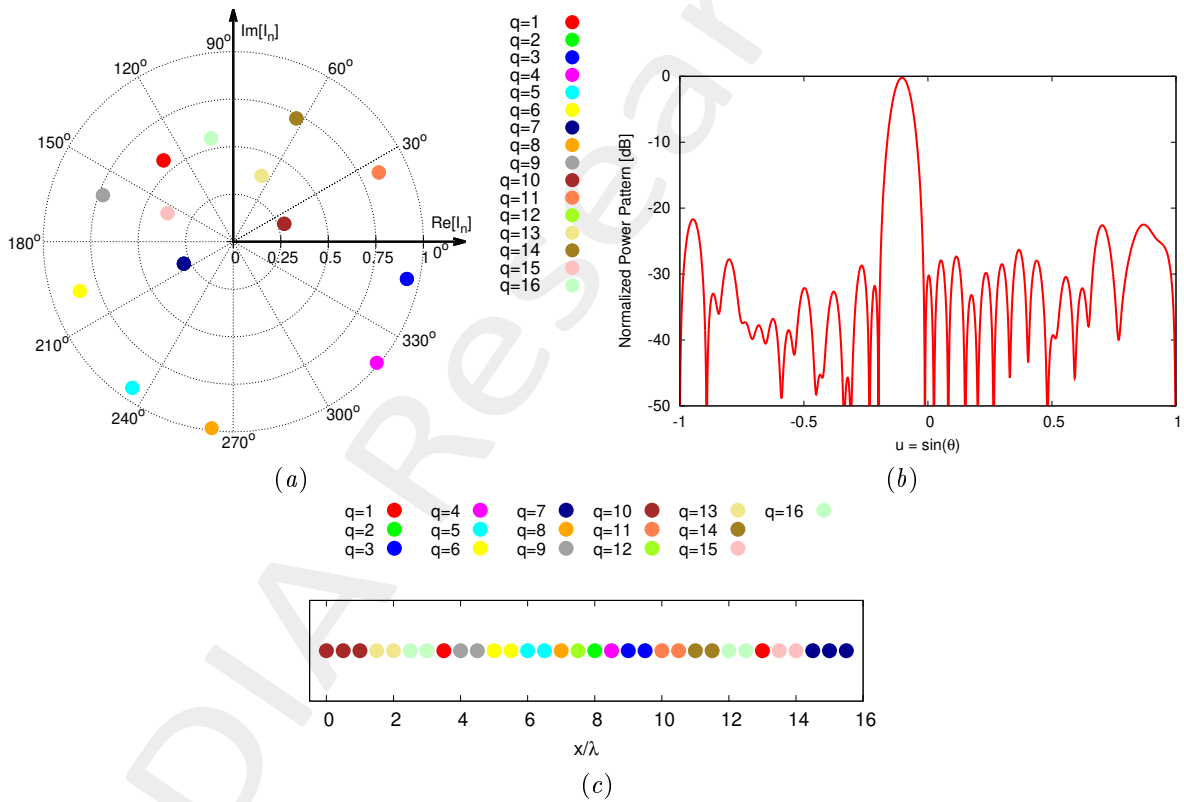 Im[I_n]
90°
120°
60°
150°
30°
Re[I_n]
180°
0 0.25 0.5 0.75 1
0°
210°
330°
240°
300°
270°
(a)
q=1
q=2
q=3
q=4
q=5
q=6
q=7
q=8
q=9
q=10
q=11
q=12
q=13
q=14
q=15
q=16
Normalized Power Pattern [dB]
0
-10
-20
-30
-40
-50
-1 -0.5 0 0.5 1
u = sin(θ)
(b)
q=1 q=4 q=7 q=10 q=13 q=16
q=2 q=5 q=8 q=11 q=14
q=3 q=6 q=9 q=12 q=15
0 2 4 6 8 10 12 14 16
x/λ
(c)
DIA Resear